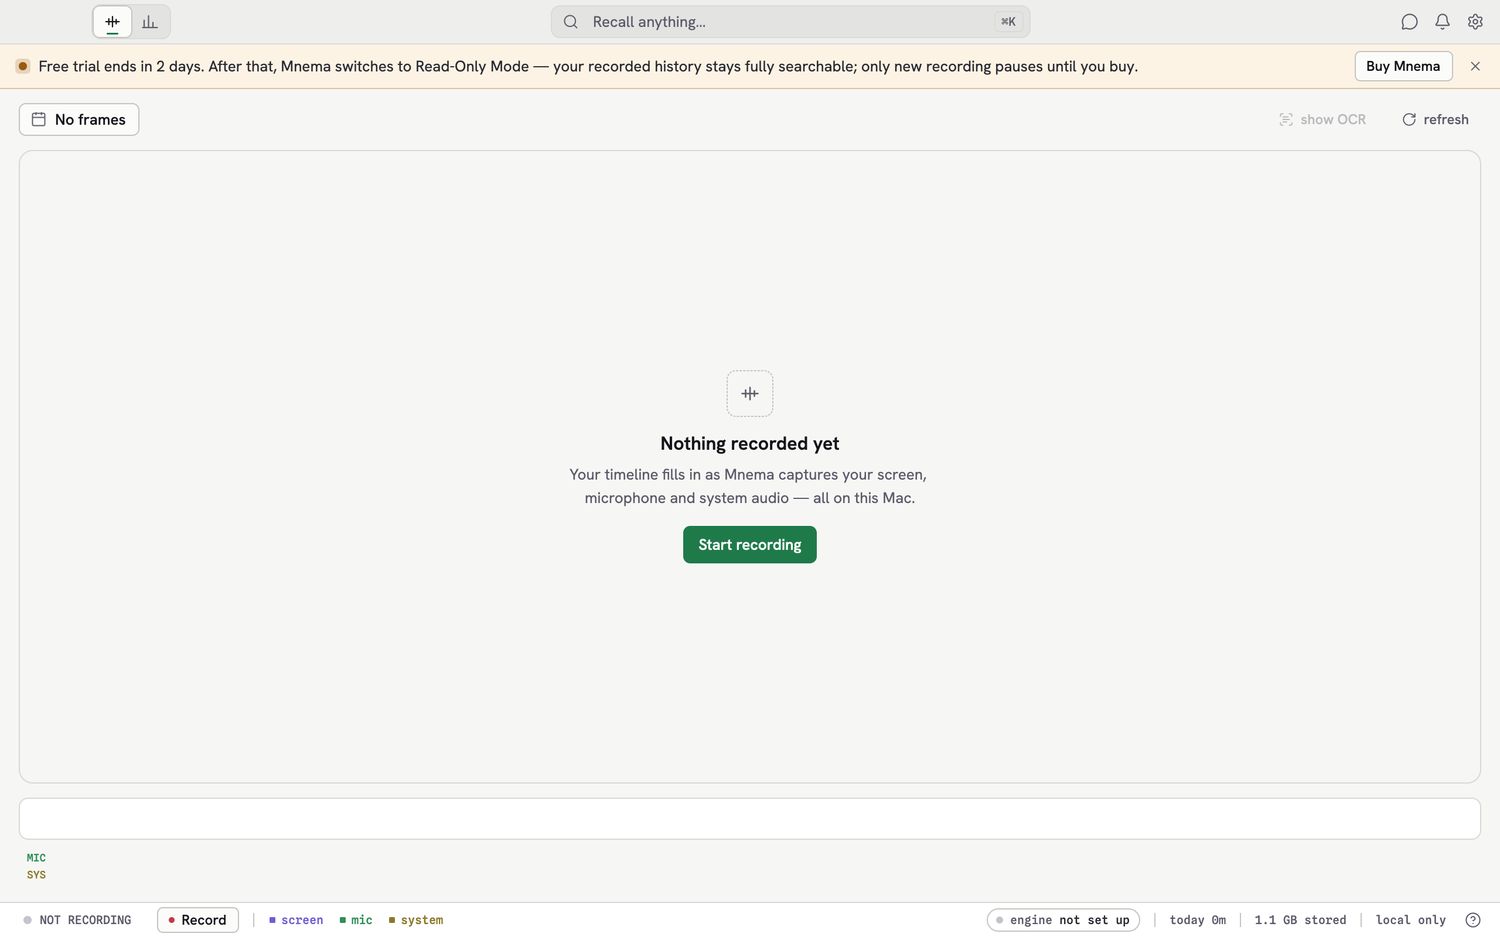 Recall anything...
⌘K
Free trial ends in 2 days. After that, Mnema switches to Read-Only Mode — your recorded history stays fully searchable; only new recording pauses until you buy.
Buy Mnema
No frames
show OCR
refresh
Nothing recorded yet
Your timeline fills in as Mnema captures your screen,
microphone and system audio — all on this Mac.
Start recording
MIC
SYS
NOT RECORDING
Record
screen
mic
system
engine not set up
today 0m
1.1 GB stored
local only